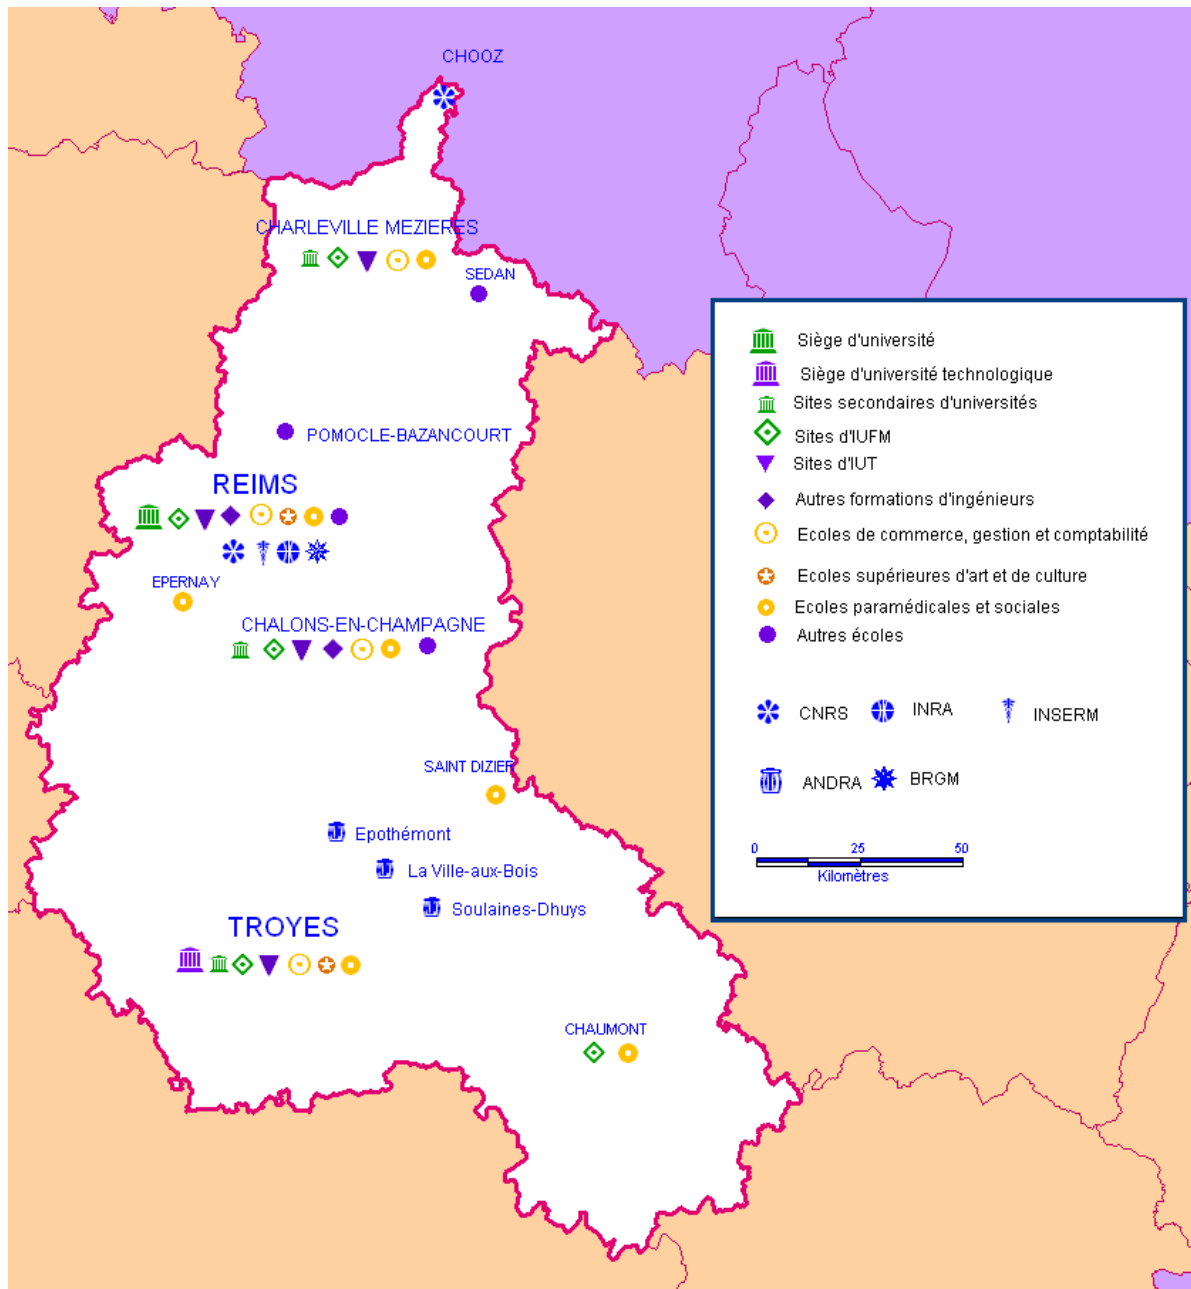 CHOOZ
CHARLEVILLE MEZIERES
SEDAN
POMOCLE-BAZANCOURT
REIMS
EPERNAY
CHALONS-EN-CHAMPAGNE
SAINT DIZIER
Epothémont
La Ville-aux-Bois
Soulaines-Dhuys
TROYES
CHAUMONT
Siège d'université
Siège d'université technologique
Sites secondaires d'universités
Sites d'IUFM
Sites d'IUT
Autres formations d'ingénieurs
Ecoles de commerce, gestion et comptabilité
Ecoles supérieures d'art et de culture
Ecoles paramédicales et sociales
Autres écoles
CNRS INRA INSERM
ANDRA BRGM
0 25 50
Kilomètres